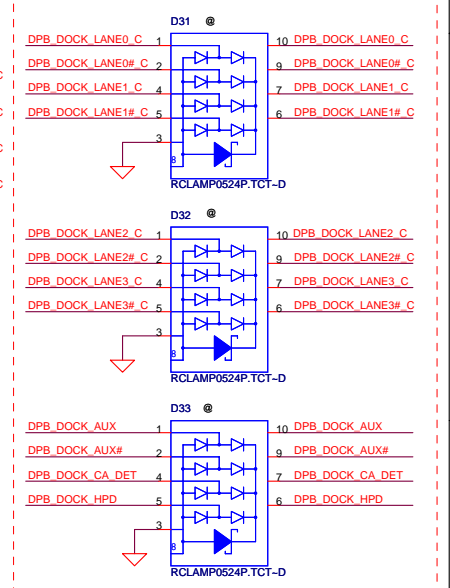 D31 @
DPB_DOCK_LANE0_C 1 10 DPB_DOCK_LANE0_C
DPB_DOCK_LANE0#_C 2 9 DPB_DOCK_LANE0#_C
DPB_DOCK_LANE1_C 4 7 DPB_DOCK_LANE1_C
DPB_DOCK_LANE1#_C 5 6 DPB_DOCK_LANE1#_C
3
8
RCLAMP0524P.TCT~D
D32 @
DPB_DOCK_LANE2_C 1 10 DPB_DOCK_LANE2_C
DPB_DOCK_LANE2#_C 2 9 DPB_DOCK_LANE2#_C
DPB_DOCK_LANE3_C 4 7 DPB_DOCK_LANE3_C
DPB_DOCK_LANE3#_C 5 6 DPB_DOCK_LANE3#_C
3
8
RCLAMP0524P.TCT~D
D33 @
DPB_DOCK_AUX 1 10 DPB_DOCK_AUX
DPB_DOCK_AUX# 2 9 DPB_DOCK_AUX#
DPB_DOCK_CA_DET 4 7 DPB_DOCK_CA_DET
DPB_DOCK_HPD 5 6 DPB_DOCK_HPD
3
8
RCLAMP0524P.TCT~D